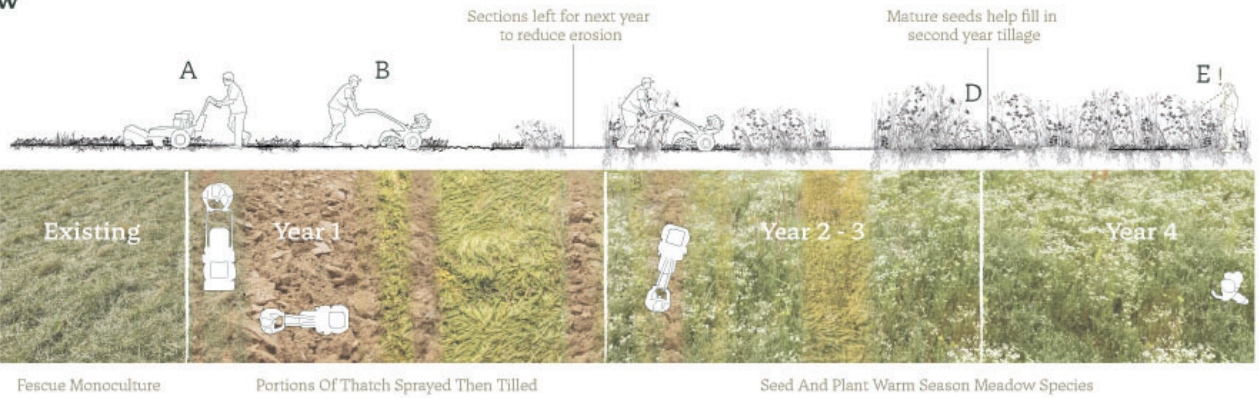 w
Sections left for next year
to reduce erosion
Mature seeds help fill in
second year tillage
A
B
D
E
!
Existing
Year 1
Year 2 - 3
Year 4
Fescue Monoculture
Portions Of Thatch Sprayed Then Tilled
Seed And Plant Warm Season Meadow Species